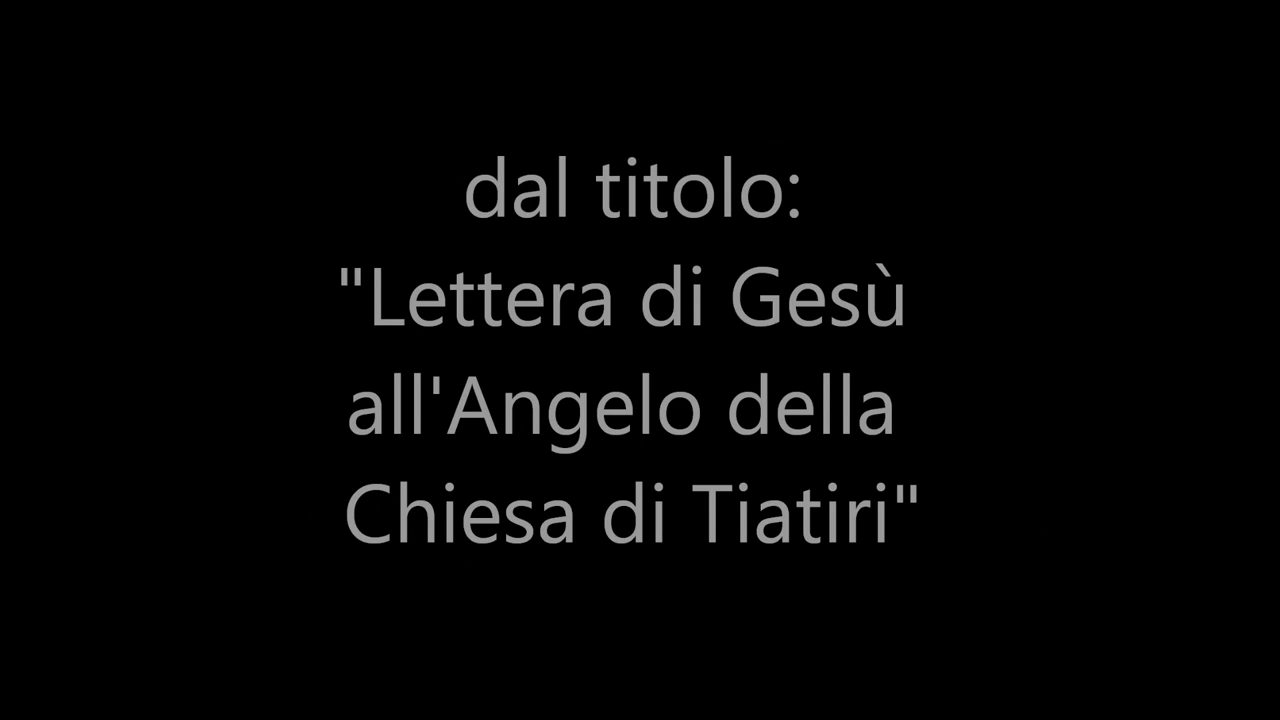 dal titolo:
"Lettera di Gesù
all'Angelo della
Chiesa di Tiatiri"